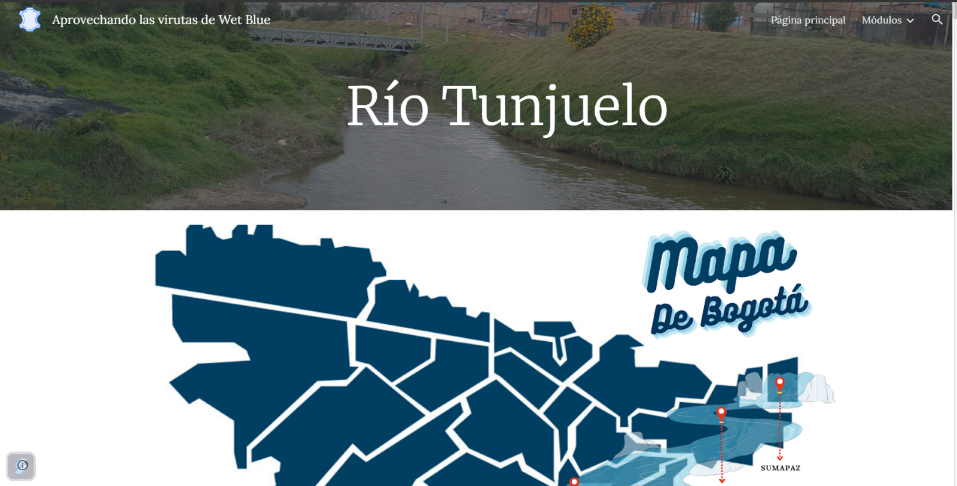 Aprovechando las virutas de Wet Blue
Página principal
Módulos
Río Tunjuelo
Mapa
De Bogotá
SUMAPAZ